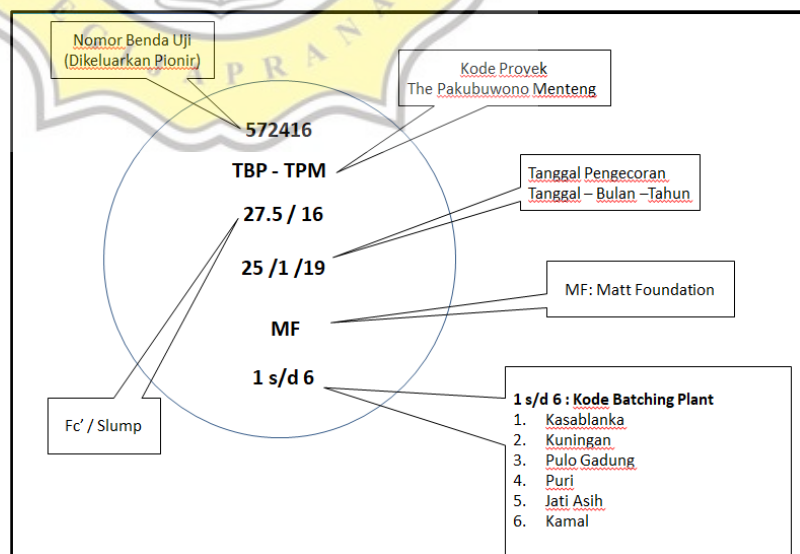 G I J A P R A N A
Nomor Benda Uji
(Dikeluarkan Pionir)
Kode Proyek
The Pakubuwono Menteng
572416
TBP - TPM
Tanggal Pengecoran
Tanggal – Bulan –Tahun
27.5 / 16
25 /1 /19
MF: Matt Foundation
MF
1 s/d 6
Fc’ / Slump
1 s/d 6 : Kode Batching Plant
1. Kasablanka
2. Kuningan
3. Pulo Gadung
4. Puri
5. Jati Asih
6. Kamal